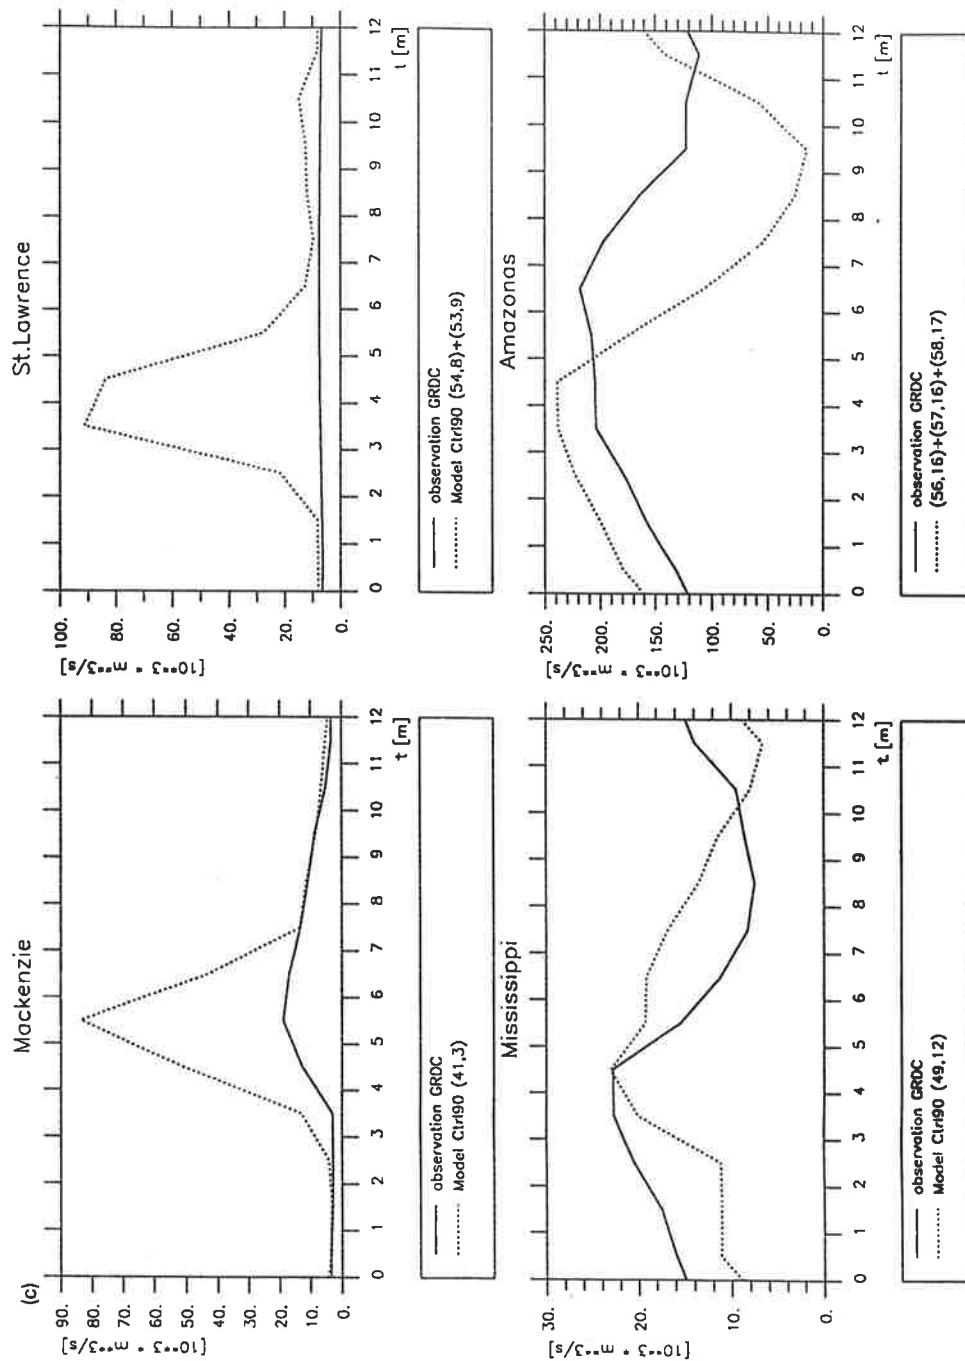 (c)
Mackenzie
[10**3 * m**3/s]
90.
80.
70.
60.
50.
40.
30.
20.
10.
0.
0 1 2 3 4 5 6 7 8 9 10 11 12
t [m]
observation GRDC
Model Ctrl90 (41,3)
St.Lawrence
[10**3 * m**3/s]
100.
80.
60.
40.
20.
0.
0 1 2 3 4 5 6 7 8 9 10 11 12
t [m]
observation GRDC
Model Ctrl90 (54,8)+(53,9)
Mississippi
[10**3 * m**3/s]
30.
20.
10.
0.
0 1 2 3 4 5 6 7 8 9 10 11 12
t [m]
observation GRDC
Model Ctrl90 (49,12)
Amazonas
[10**3 * m**3/s]
250.
200.
150.
100.
50.
0.
0 1 2 3 4 5 6 7 8 9 10 11 12
t [m]
observation GRDC
(56,16)+(57,16)+(58,17)